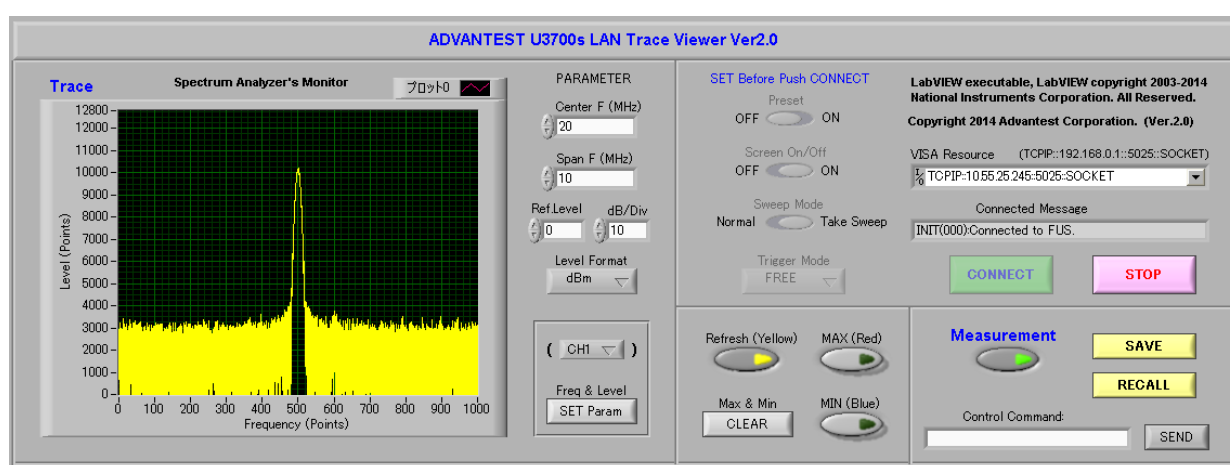 ADVANTEST U3700s LAN Trace Viewer Ver2.0
Trace
Spectrum Analyzer's Monitor
プロット0
12800
12000
11000
10000
9000
8000
7000
6000
5000
4000
3000
2000
1000
0
Level (Points)
0 100 200 300 400 500 600 700 800 900 1000
Frequency (Points)
PARAMETER
Center F (MHz)
20
Span F (MHz)
10
Ref.Level dB/Div
0 10
Level Format
dBm
( CH1 )
Freq & Level
SET Param
SET Before Push CONNECT
Preset
OFF ON
Screen On/Off
OFF ON
Sweep Mode
Normal Take Sweep
Trigger Mode
FREE
Refresh (Yellow) MAX (Red)
Max & Min MIN (Blue)
CLEAR
LabVIEW executable, LabVIEW copyright 2003-2014
National Instruments Corporation. All Reserved.
Copyright 2014 Advantest Corporation. (Ver.2.0)
VISA Resource (TCPIP::192.168.0.1::5025::SOCKET)
I/O TCPIP::10.55.25.245::5025::SOCKET
Connected Message
INIT(000):Connected to FUS.
CONNECT STOP
Measurement
SAVE
RECALL
Control Command:
SEND